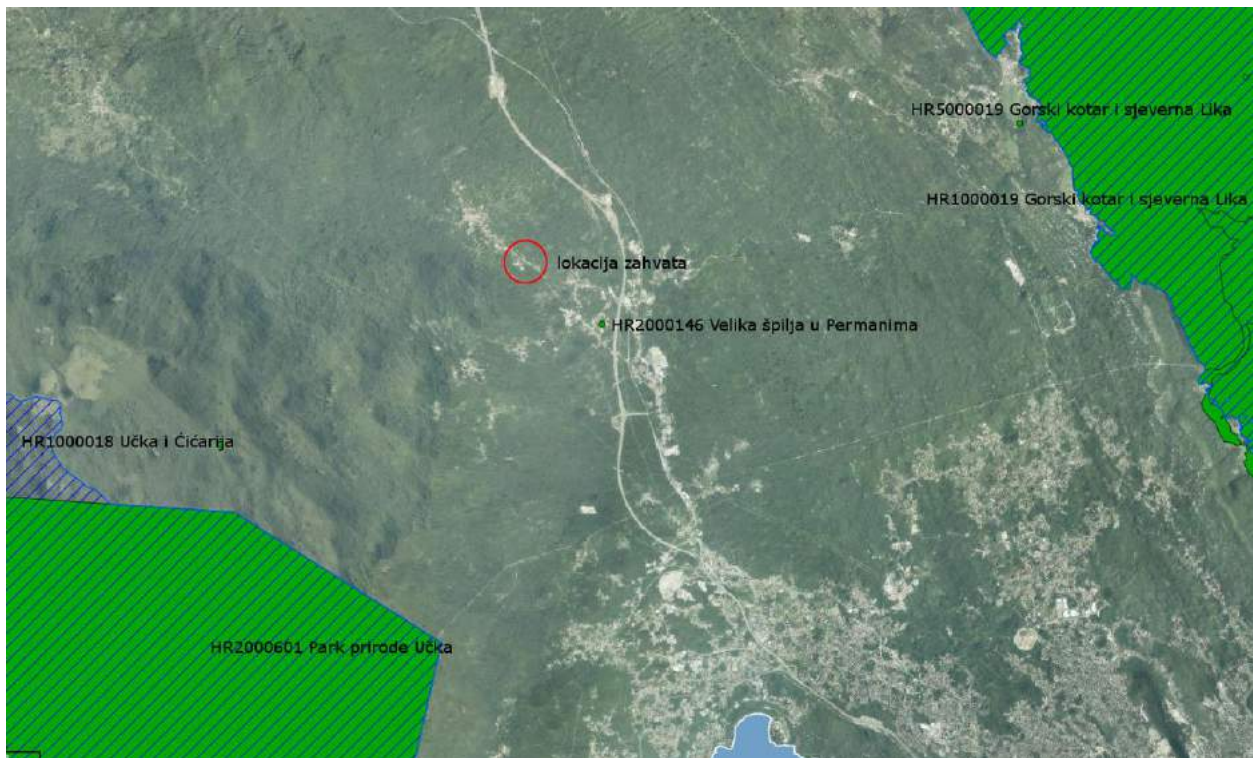 HR5000019 Gorski kotar i sjeverna Lika
HR1000019 Gorski kotar i sjeverna Lika
lokacija zahvata
HR2000146 Velika špilja u Permanima
HR1000018 Učka i Ćićarija
HR2000601 Park prirode Učka